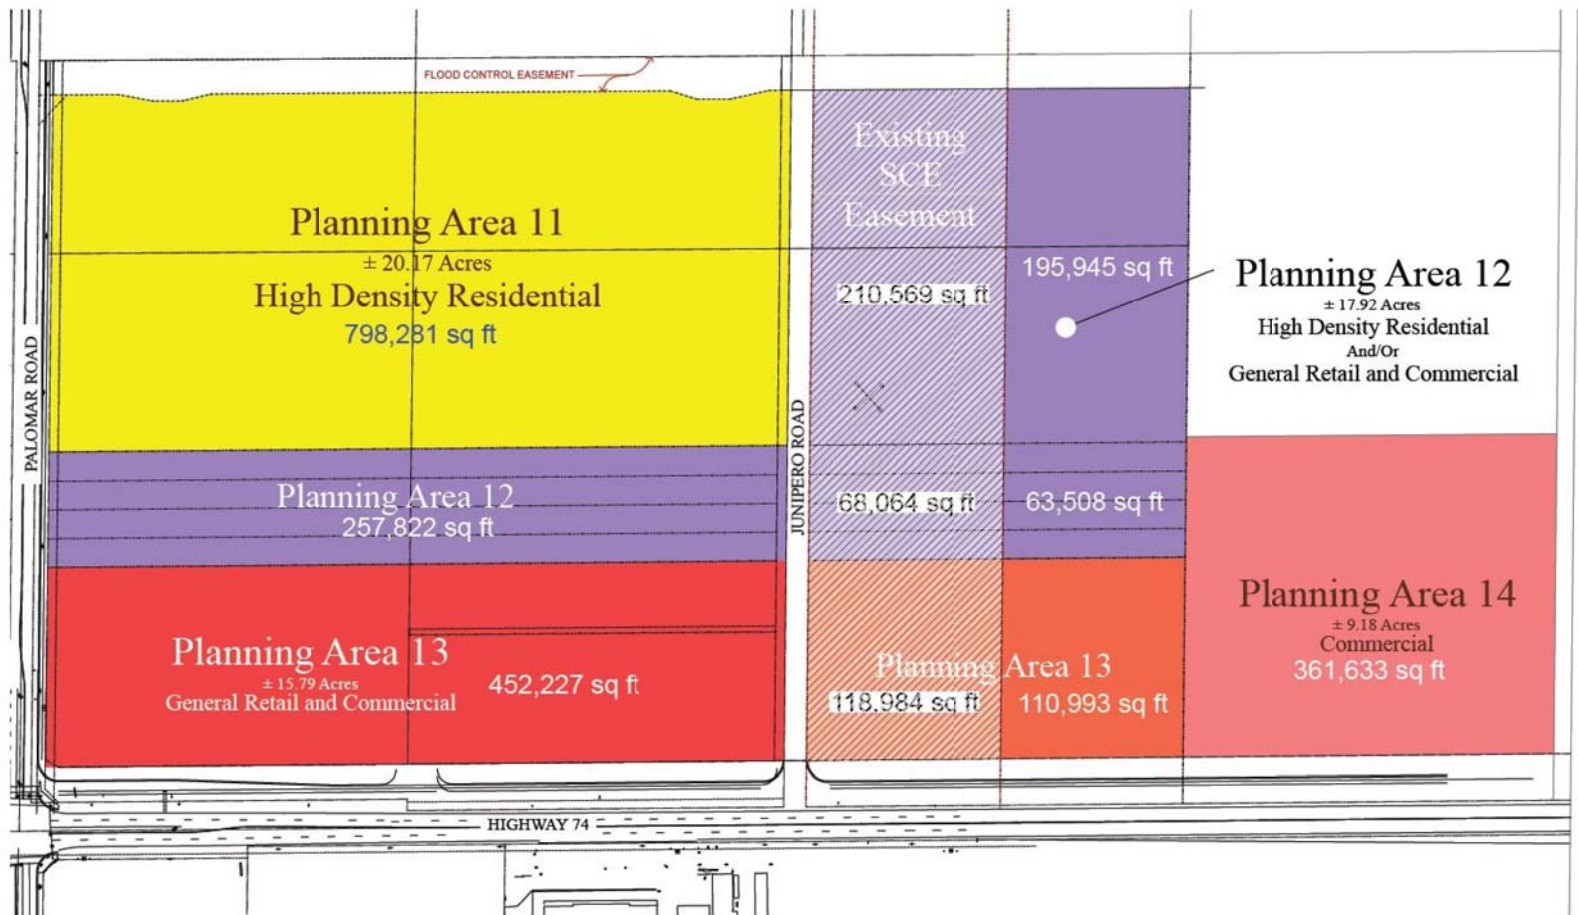 FLOOD CONTROL EASEMENT
Planning Area 11
± 20.17 Acres
High Density Residential
798,281 sq ft
Existing
SCE
Easement
210,569 sq ft
195,945 sq ft
Planning Area 12
± 17.92 Acres
High Density Residential
And/Or
General Retail and Commercial
PALOMAR ROAD
JUNIPERO ROAD
Planning Area 12
257,822 sq ft
68,064 sq ft
63,508 sq ft
Planning Area 13
± 15.79 Acres
General Retail and Commercial
452,227 sq ft
Planning Area 13
118.984 sq ft
110,993 sq ft
Planning Area 14
± 9.18 Acres
Commercial
361,633 sq ft
HIGHWAY 74